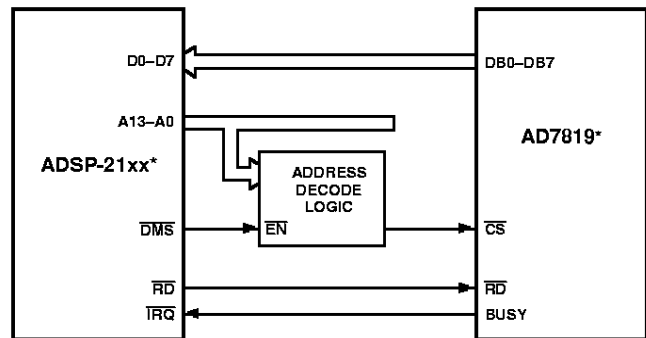 D0–D7
DB0–DB7
A13–A0
ADSP-21xx*
AD7819*
ADDRESS
DECODE
LOGIC
DMS
EN
CS
RD
RD
IRQ
BUSY